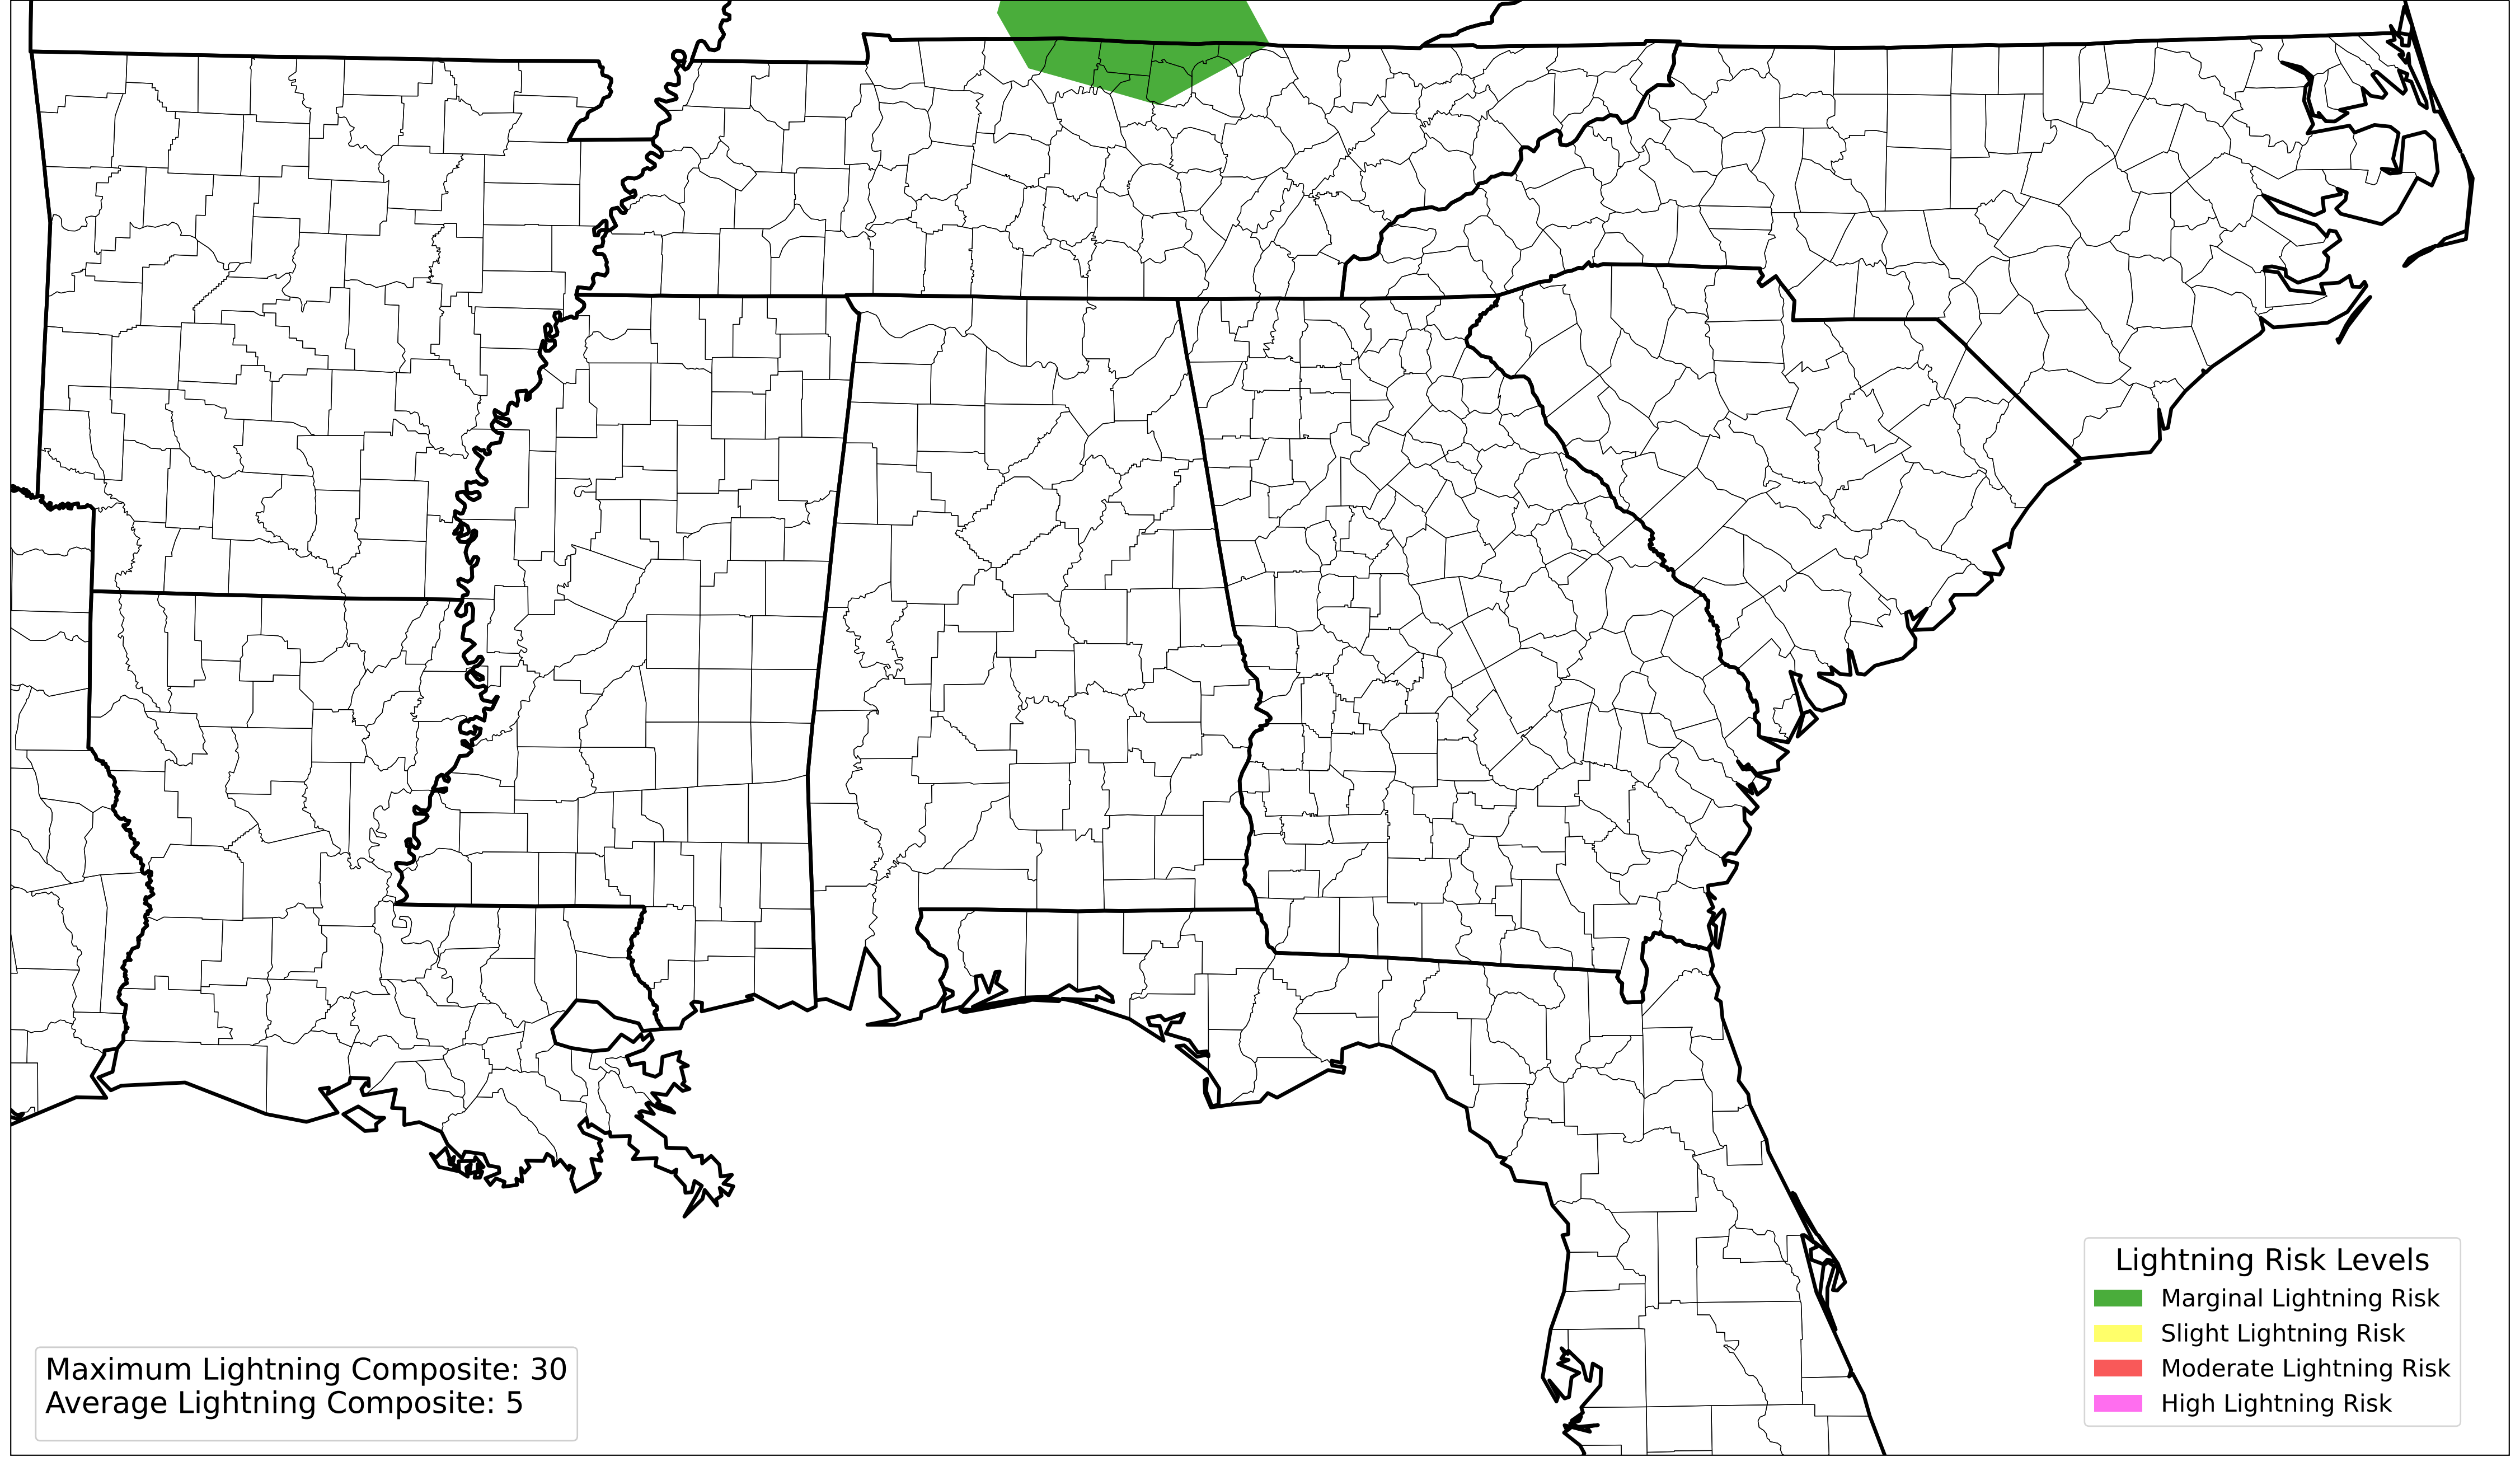 Maximum Lightning Composite: 30
Average Lightning Composite: 5
Lightning Risk Levels
Marginal Lightning Risk
Slight Lightning Risk
Moderate Lightning Risk
High Lightning Risk